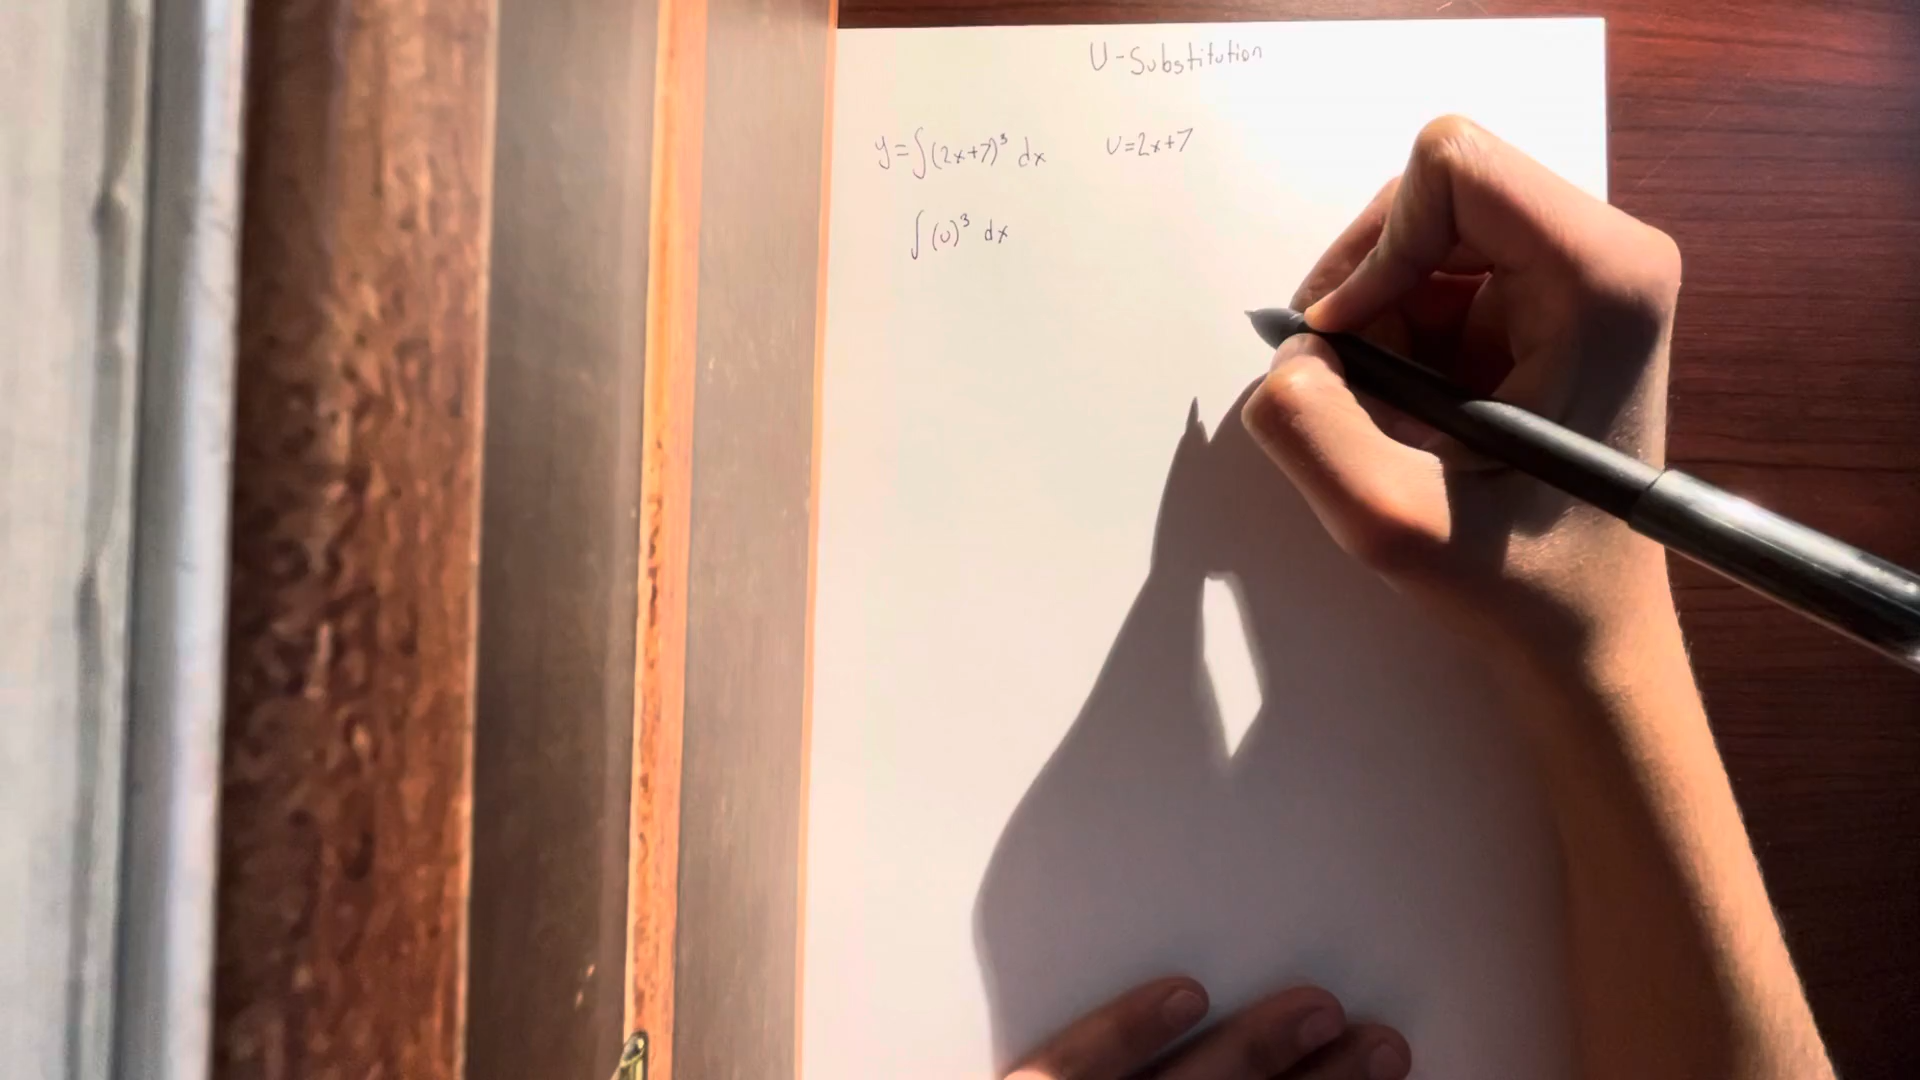 U-Substitution
y=∫(2x+7)³ dx U=2x+7
∫(u)³ dx